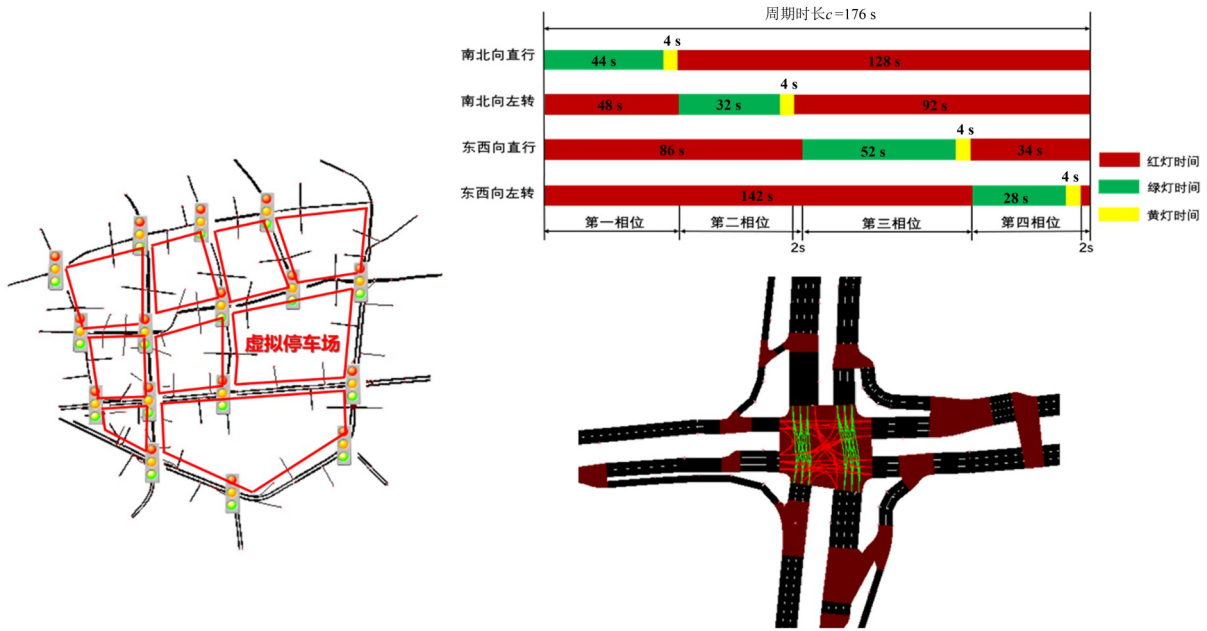 周期时长c=176 s
4 s
南北向直行
44 s
128 s
4 s
南北向左转
48 s
32 s
92 s
4 s
东西向直行
86 s
52 s
34 s
4 s
东西向左转
142 s
28 s
第一相位
第二相位
第三相位
第四相位
2s
2s
红灯时间
绿灯时间
黄灯时间
虚拟停车场